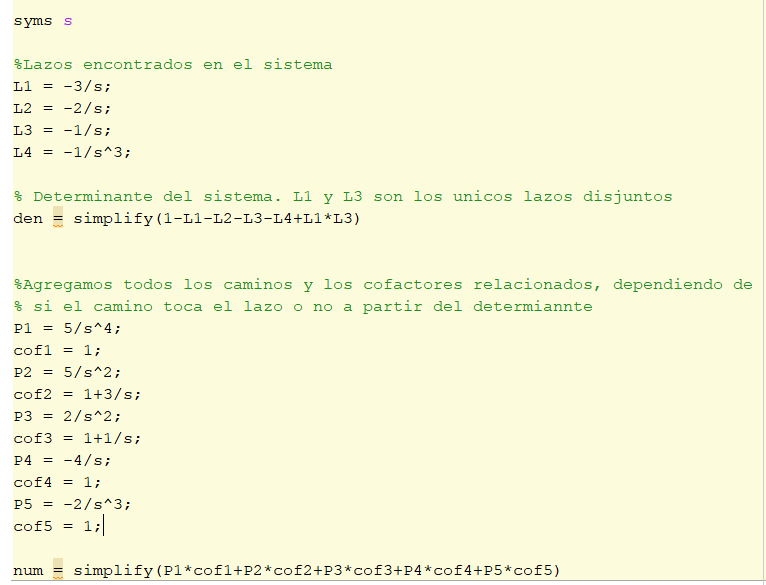 syms s
%Lazos encontrados en el sistema
L1 = -3/s;
L2 = -2/s;
L3 = -1/s;
L4 = -1/s^3;
% Determinante del sistema. L1 y L3 son los unicos lazos disjuntos
den = simplify(1-L1-L2-L3-L4+L1*L3)
%Agregamos todos los caminos y los cofactores relacionados, dependiendo de
% si el camino toca el lazo o no a partir del determiannte
P1 = 5/s^4;
cof1 = 1;
P2 = 5/s^2;
cof2 = 1+3/s;
P3 = 2/s^2;
cof3 = 1+1/s;
P4 = -4/s;
cof4 = 1;
P5 = -2/s^3;
cof5 = 1;
num = simplify(P1*cof1+P2*cof2+P3*cof3+P4*cof4+P5*cof5)